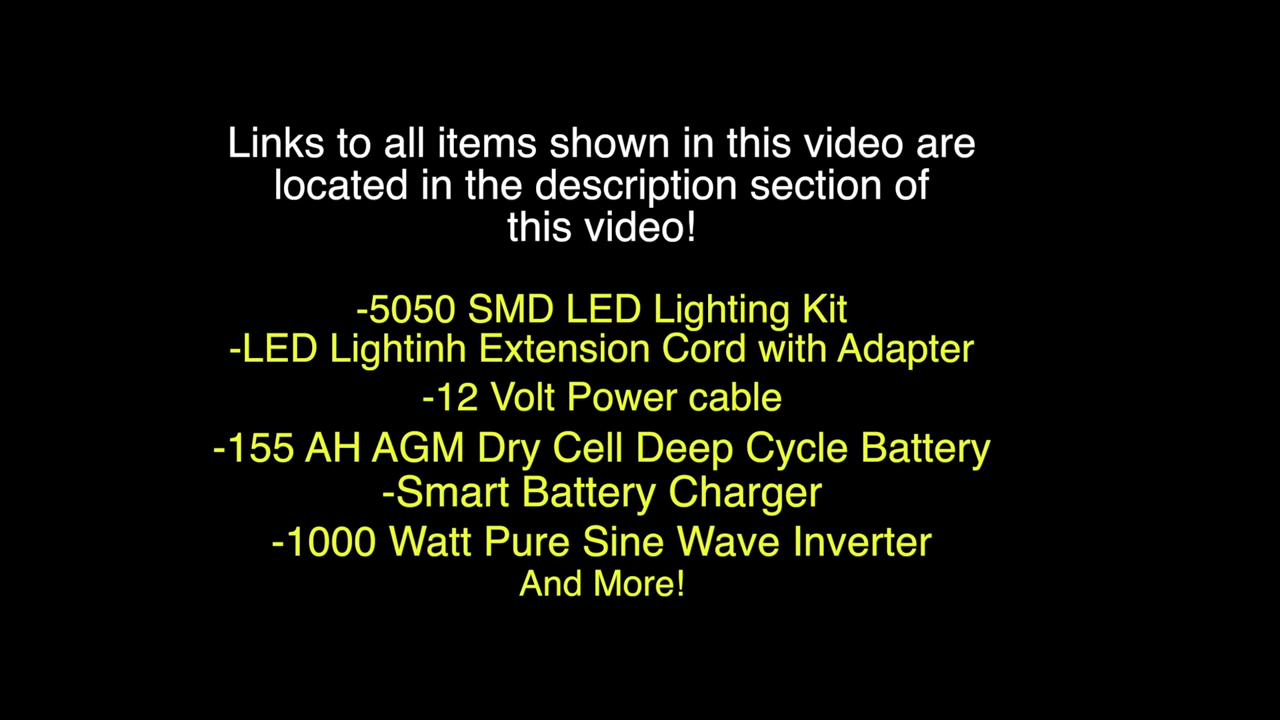 Links to all items shown in this video are
located in the description section of
this video!
-5050 SMD LED Lighting Kit
-LED Lightinh Extension Cord with Adapter
-12 Volt Power cable
-155 AH AGM Dry Cell Deep Cycle Battery
-Smart Battery Charger
-1000 Watt Pure Sine Wave Inverter
And More!